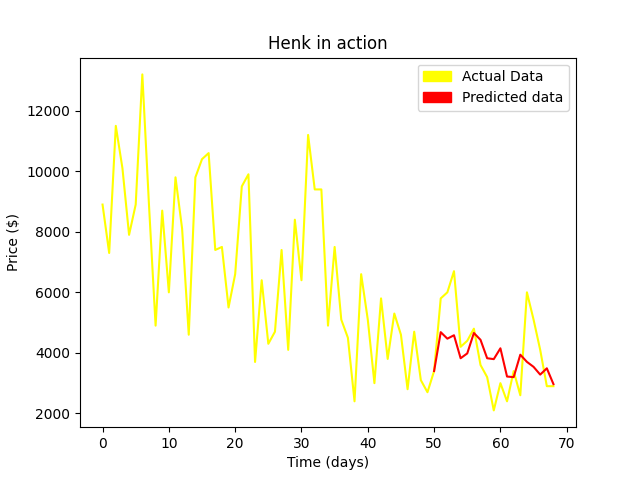 Henk in action
Actual Data
Predicted data
Price ($)
12000
10000
8000
6000
4000
2000
0 10 20 30 40 50 60 70
Time (days)